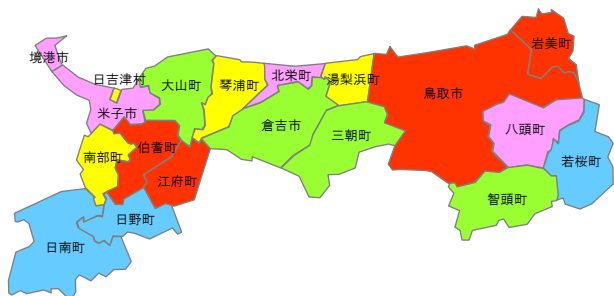 岩美町
境港市
日吉津村
大山町
琴浦町
北栄町
湯梨浜町
鳥取市
米子市
倉吉市
三朝町
八頭町
南部町
伯耆町
若桜町
江府町
智頭町
日野町
日南町